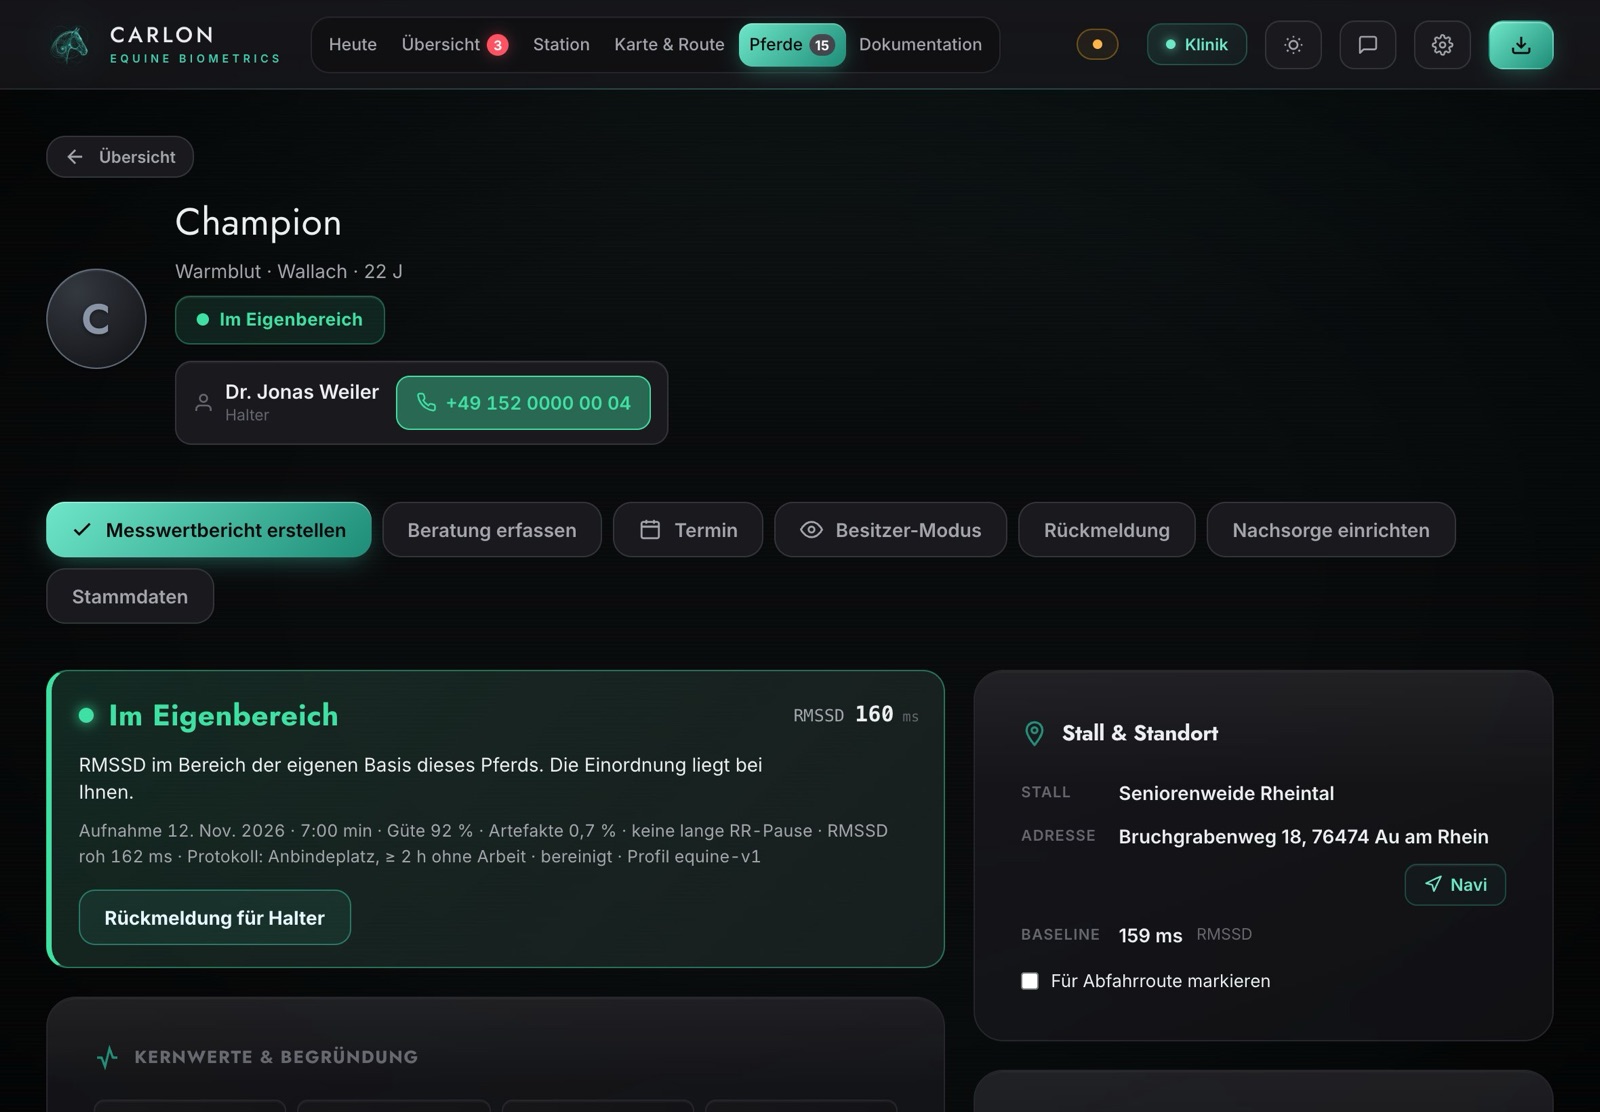 CARLON
EQUINE BIOMETRICS
Heute
Übersicht 3
Station
Karte & Route
Pferde 15
Dokumentation
Klinik
Übersicht
Champion
Warmblut · Wallach · 22 J
C
Im Eigenbereich
Dr. Jonas Weiler
Halter
+49 152 0000 00 04
Messwertbericht erstellen
Beratung erfassen
Termin
Besitzer-Modus
Rückmeldung
Nachsorge einrichten
Stammdaten
Im Eigenbereich
RMSSD 160 ms
RMSSD im Bereich der eigenen Basis dieses Pferds. Die Einordnung liegt bei
Ihnen.
Aufnahme 12. Nov. 2026 · 7:00 min · Güte 92 % · Artefakte 0,7 % · keine lange RR-Pause · RMSSD
roh 162 ms · Protokoll: Anbindeplatz, ≥ 2 h ohne Arbeit · bereinigt · Profil equine-v1
Rückmeldung für Halter
KERNWERTE & BEGRÜNDUNG
Stall & Standort
STALL Seniorenweide Rheintal
ADRESSE Bruchgrabenweg 18, 76474 Au am Rhein
Navi
BASELINE 159 ms RMSSD
Für Abfahrroute markieren